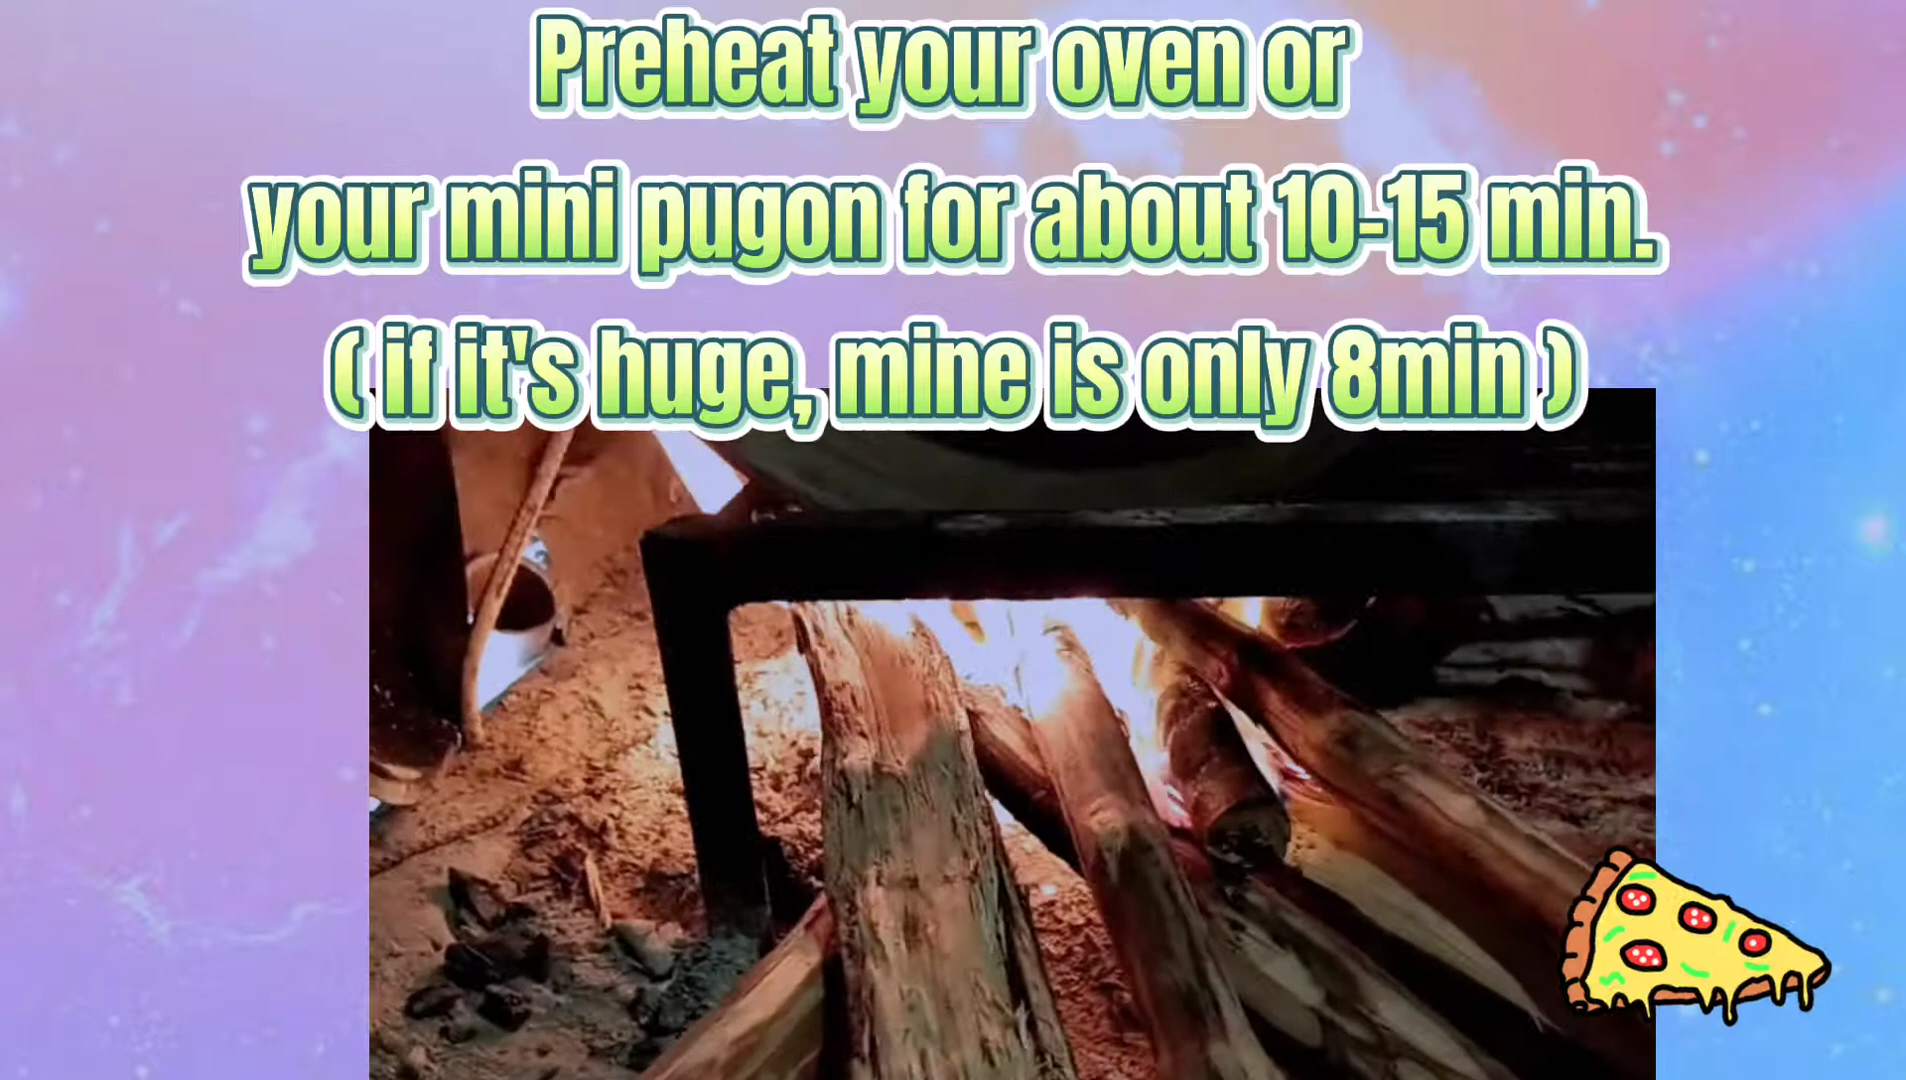 Preheat your oven or
your mini pugon for about 10-15 min.
( if it's huge, mine is only 8min )